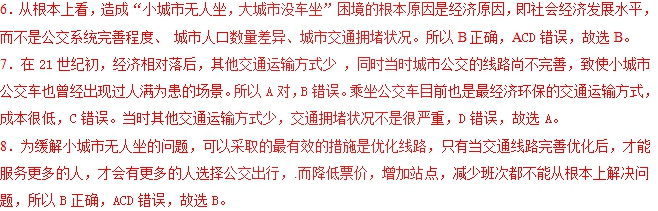 6．从根本上看，造成“小城市无人坐，大城市没车坐”困境的根本原因是经济原因，即社会经济发展水平，
而不是公交系统完善程度、 城市人口数量差异、城市交通拥堵状况。所以 B 正确，ACD 错误，故选 B。
7．在 21 世纪初，经济相对落后，其他交通运输方式少 ，同时当时城市公交的线路尚不完善，致使小城市
公交车也曾经出现过人满为患的场景。所以 A 对，B 错误。乘坐公交车目前也是最经济环保的交通运输方式，
成本很低，C 错误。当时其他交通运输方式少，交通拥堵状况不是很严重，D 错误，故选 A。
8．为缓解小城市无人坐的问题，可以采取的最有效的措施是优化线路，只有当交通线路完善优化后，才能
服务更多的人，才会有更多的人选择公交出行，.而降低票价，增加站点，减少班次都不能从根本上解决问
题，所以 B 正确，ACD 错误，故选 B。